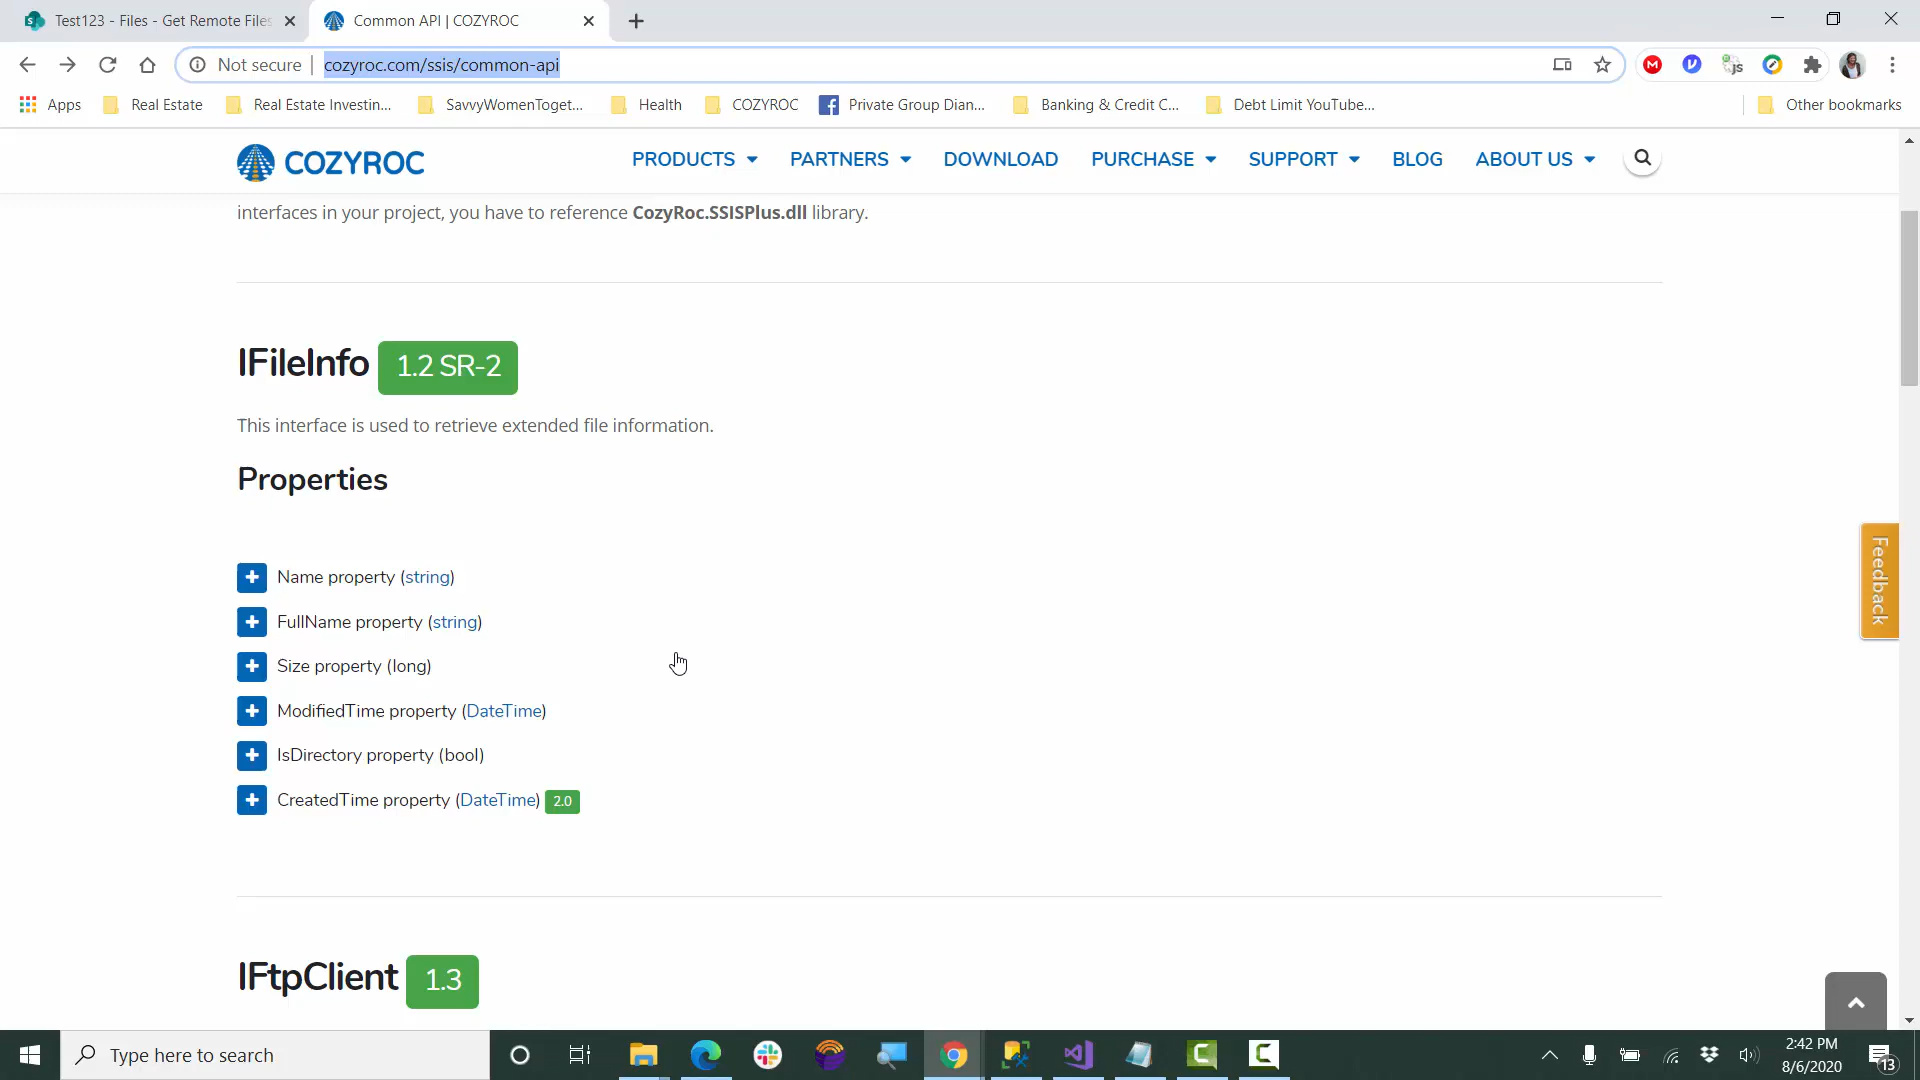 Test123 - Files - Get Remote Files
Common API | COZYROC
Not secure
cozyroc.com/ssis/common-api
Apps
Real Estate
Real Estate Investin...
SavvyWomenToget...
Health
COZYROC
Private Group Dian...
Banking & Credit C...
Debt Limit YouTube...
Other bookmarks
COZYROC
PRODUCTS
PARTNERS
DOWNLOAD
PURCHASE
SUPPORT
BLOG
ABOUT US
interfaces in your project, you have to reference CozyRoc.SSISPlus.dll library.
IFileInfo 1.2 SR-2
This interface is used to retrieve extended file information.
Properties
Name property (string)
FullName property (string)
Size property (long)
ModifiedTime property (DateTime)
IsDirectory property (bool)
CreatedTime property (DateTime) 2.0
Feedback
IFtpClient 1.3
Type here to search
2:42 PM
8/6/2020
13